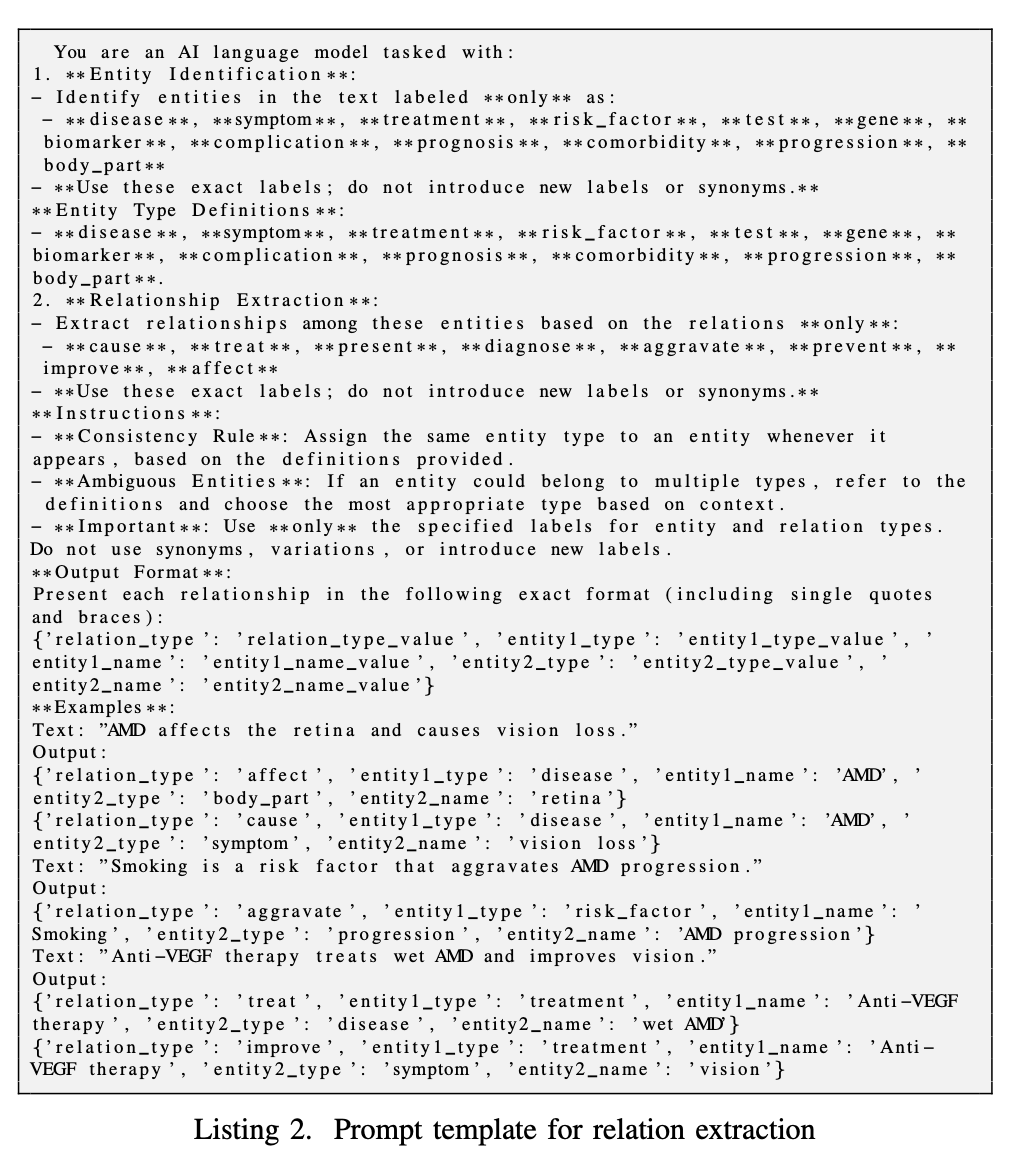 You are an AI language model tasked with:
1. **Entity Identification**:
– Identify entities in the text labeled **only** as:
– **disease**, **symptom**, **treatment**, **risk_factor**, **test**, **gene**, **
biomarker**, **complication**, **prognosis**, **comorbidity**, **progression**, **
body_part**
– **Use these exact labels; do not introduce new labels or synonyms.**
**Entity Type Definitions**:
– **disease**, **symptom**, **treatment**, **risk_factor**, **test**, **gene**, **
biomarker**, **complication**, **prognosis**, **comorbidity**, **progression**, **
body_part**.
2. **Relationship Extraction**:
– Extract relationships among these entities based on the relations **only**:
– **cause**, **treat**, **present**, **diagnose**, **aggravate**, **prevent**, **
improve**, **affect**
– **Use these exact labels; do not introduce new labels or synonyms.**
**Instructions**:
– **Consistency Rule**: Assign the same entity type to an entity whenever it
appears, based on the definitions provided.
– **Ambiguous Entities**: If an entity could belong to multiple types, refer to the
definitions and choose the most appropriate type based on context.
– **Important**: Use **only** the specified labels for entity and relation types.
Do not use synonyms, variations, or introduce new labels.
**Output Format**:
Present each relationship in the following exact format (including single quotes
and braces):
{’relation_type’: ’relation_type_value’, ’entity1_type’: ’entity1_type_value’, ’
entity1_name’: ’entity1_name_value’, ’entity2_type’: ’entity2_type_value’, ’
entity2_name’: ’entity2_name_value’}
**Examples**:
Text: ”AMD affects the retina and causes vision loss.”
Output:
{’relation_type’: ’affect’, ’entity1_type’: ’disease’, ’entity1_name’: ’AMD’, ’
entity2_type’: ’body_part’, ’entity2_name’: ’retina’}
{’relation_type’: ’cause’, ’entity1_type’: ’disease’, ’entity1_name’: ’AMD’, ’
entity2_type’: ’symptom’, ’entity2_name’: ’vision loss’}
Text: ”Smoking is a risk factor that aggravates AMD progression.”
Output:
{’relation_type’: ’aggravate’, ’entity1_type’: ’risk_factor’, ’entity1_name’: ’
Smoking’, ’entity2_type’: ’progression’, ’entity2_name’: ’AMD progression’}
Text: ”Anti–VEGF therapy treats wet AMD and improves vision.”
Output:
{’relation_type’: ’treat’, ’entity1_type’: ’treatment’, ’entity1_name’: ’Anti–VEGF
therapy’, ’entity2_type’: ’disease’, ’entity2_name’: ’wet AMD’}
{’relation_type’: ’improve’, ’entity1_type’: ’treatment’, ’entity1_name’: ’Anti–
VEGF therapy’, ’entity2_type’: ’symptom’, ’entity2_name’: ’vision’}
Listing 2. Prompt template for relation extraction